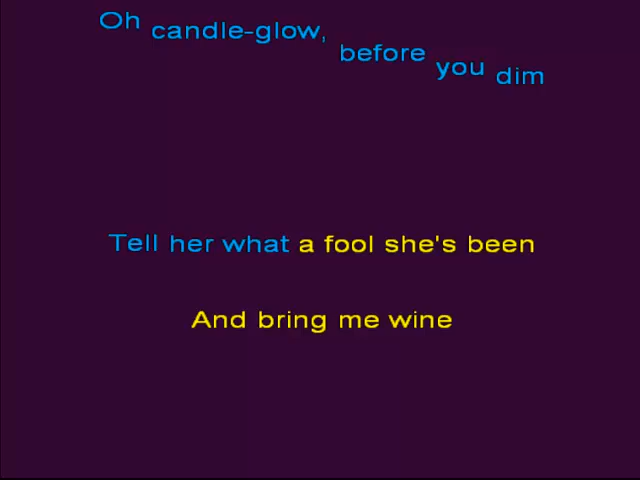 Oh candle-glow, before you dim
Tell her what a fool she's been
And bring me wine